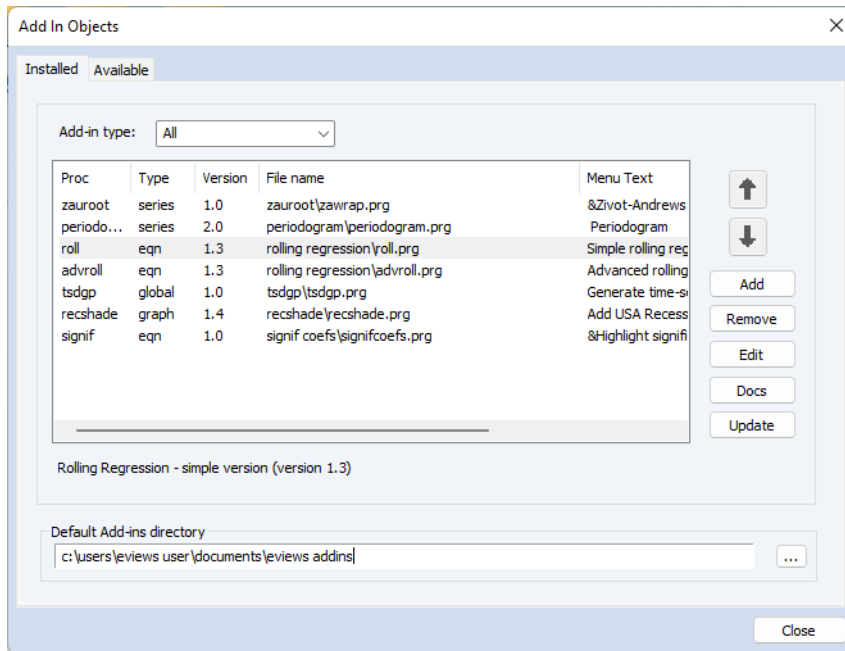 Add In Objects
Installed Available
Add-in type: All
Proc Type Version File name Menu Text
zauroot series 1.0 zauroot\zawrap.prg &Zivot-Andrews
periodo... series 2.0 periodogram\periodogram.prg Periodogram
roll eqn 1.3 rolling regression\roll.prg Simple rolling reg
advroll eqn 1.3 rolling regression\advroll.prg Advanced rolling
tsdgp global 1.0 tsdgp\tsdgp.prg Generate time-s
recshade graph 1.4 recshade\recshade.prg Add USA Recess
signif eqn 1.0 signif coefs\signifcoefs.prg &Highlight signifi
Add
Remove
Edit
Docs
Update
Rolling Regression - simple version (version 1.3)
Default Add-ins directory
c:\users\eviews user\documents\eviews addins
...
Close